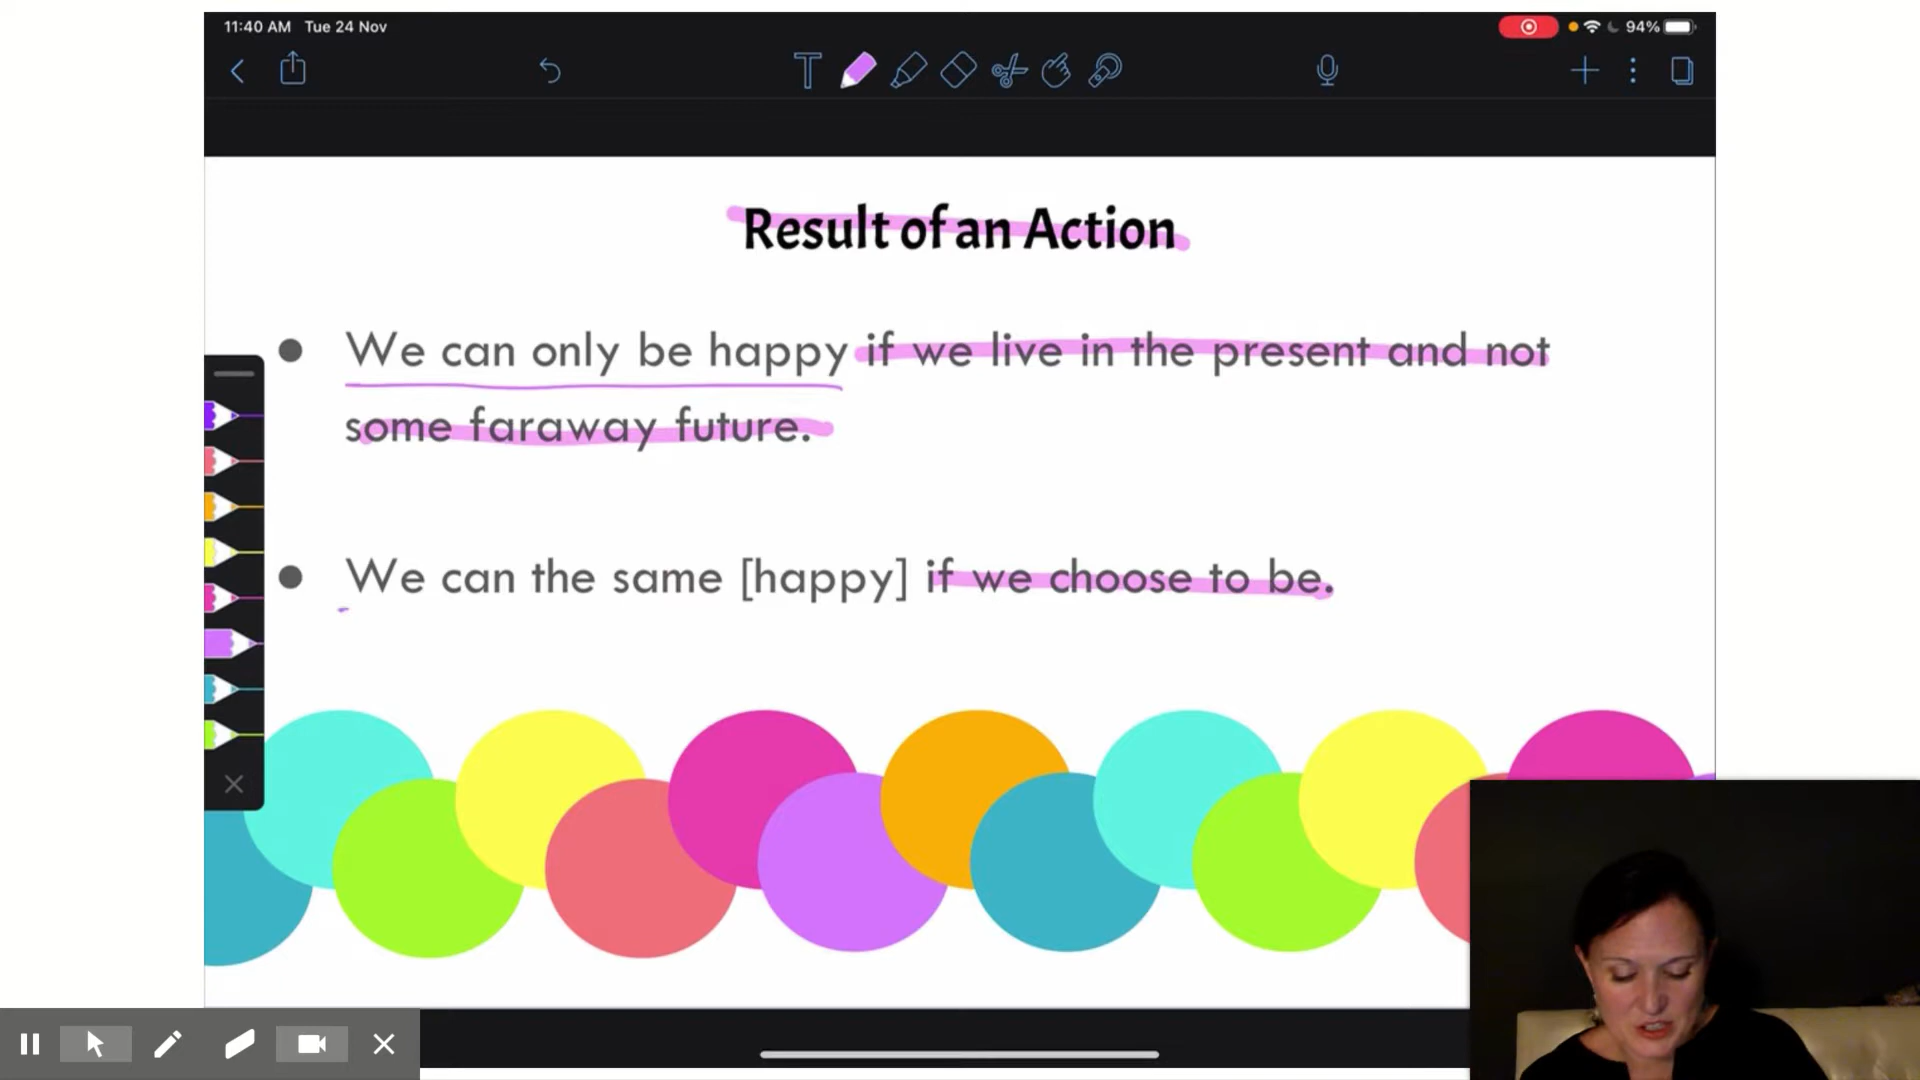 11:40 AM Tue 24 Nov
94%
T
Result of an Action
We can only be happy if we live in the present and not
some faraway future.
We can the same [happy] if we choose to be.